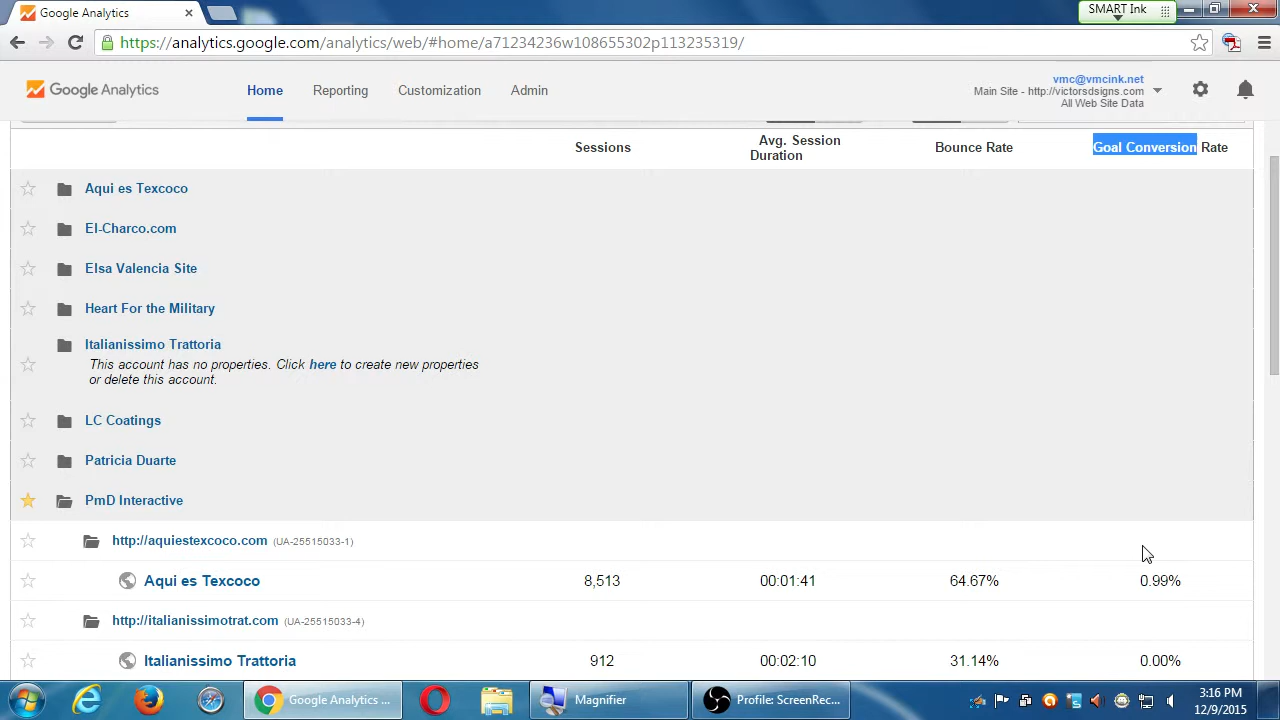 Google Analytics
SMART Ink
https://analytics.google.com/analytics/web/#home/a71234236w108655302p113235319/
Google Analytics
Home
Reporting
Customization
Admin
vmc@vmcink.net
Main Site - http://victorsdsigns.com
All Web Site Data
Sessions
Avg. Session
Duration
Bounce Rate
Goal Conversion Rate
Aqui es Texcoco
El-Charco.com
Elsa Valencia Site
Heart For the Military
Italianissimo Trattoria
This account has no properties. Click here to create new properties
or delete this account.
LC Coatings
Patricia Duarte
PmD Interactive
http://aquiestexcoco.com (UA-25515033-1)
Aqui es Texcoco 8,513 00:01:41 64.67% 0.99%
http://italianissimotrat.com (UA-25515033-4)
Italianissimo Trattoria 912 00:02:10 31.14% 0.00%
Google Analytics ...
Magnifier
Profile: ScreenRec...
3:16 PM
12/9/2015